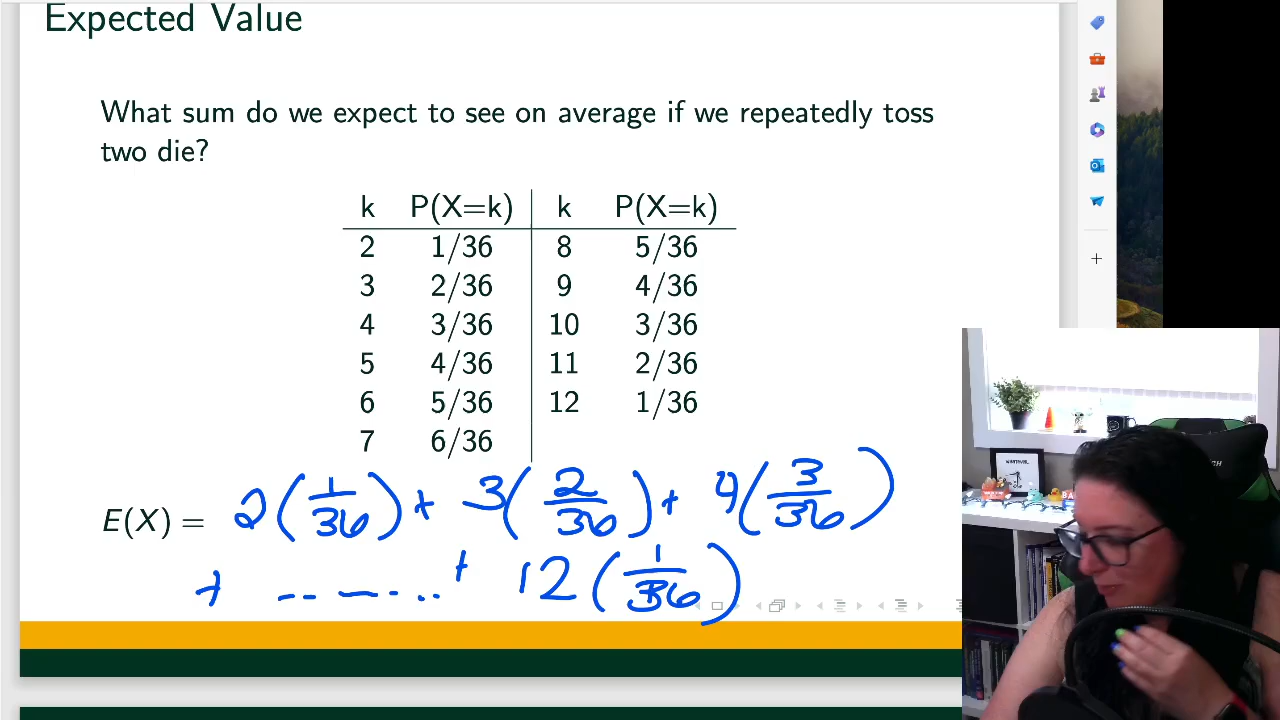 Expected Value
What sum do we expect to see on average if we repeatedly toss
two die?
k P(X=k) k P(X=k)
2 1/36 8 5/36
3 2/36 9 4/36
4 3/36 10 3/36
5 4/36 11 2/36
6 5/36 12 1/36
7 6/36
E(X) = 2(1/36) + 3(2/36) + 4(3/36)
+ ........ + 12(1/36)